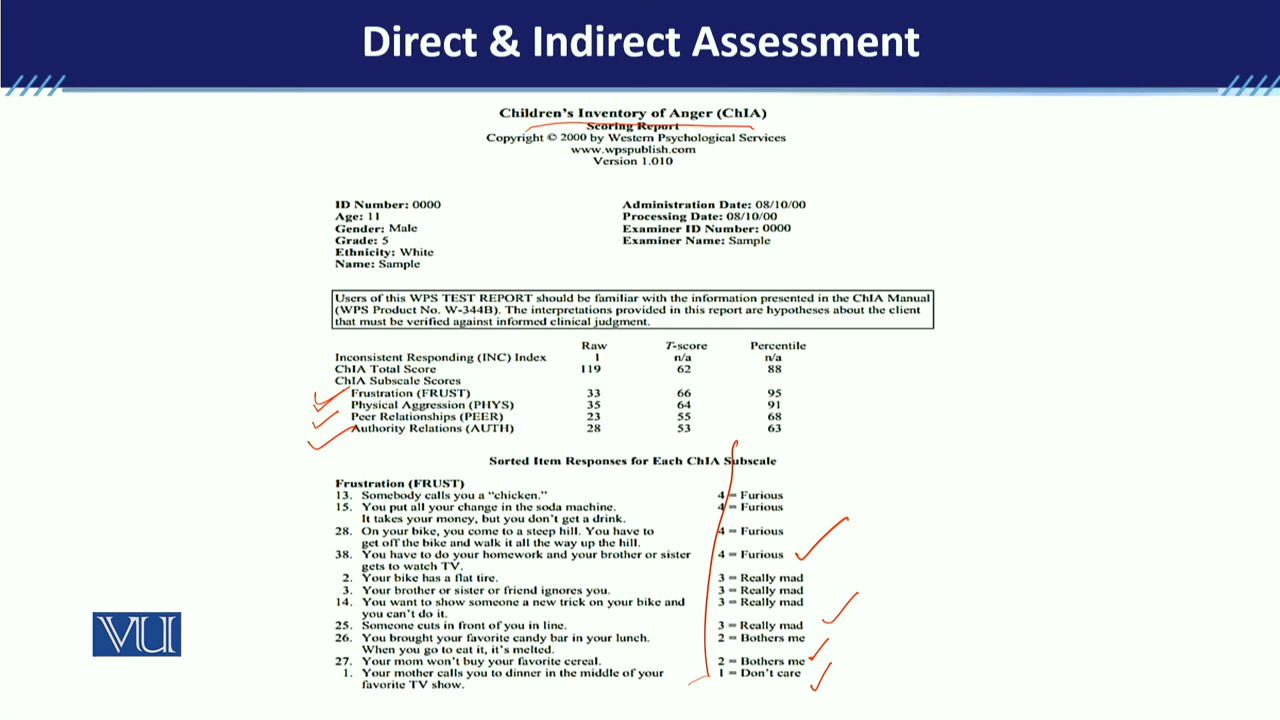 Direct & Indirect Assessment
Children's Inventory of Anger (ChIA)
Scoring Report
Copyright © 2000 by Western Psychological Services
www.wpspublish.com
Version 1.010
ID Number: 0000
Age: 11
Gender: Male
Grade: 5
Ethnicity: White
Name: Sample
Administration Date: 08/10/00
Processing Date: 08/10/00
Examiner ID Number: 0000
Examiner Name: Sample
Users of this WPS TEST REPORT should be familiar with the information presented in the ChIA Manual
(WPS Product No. W-344B). The interpretations provided in this report are hypotheses about the client
that must be verified against informed clinical judgment.
Raw T-score Percentile
Inconsistent Responding (INC) Index 1 n/a n/a
ChIA Total Score 119 62 88
ChIA Subscale Scores
Frustration (FRUST) 33 66 95
Physical Aggression (PHYS) 35 64 91
Peer Relationships (PEER) 23 55 68
Authority Relations (AUTH) 28 53 63
Sorted Item Responses for Each ChIA Subscale
Frustration (FRUST)
13. Somebody calls you a "chicken." 4 = Furious
15. You put all your change in the soda machine. 4 = Furious
It takes your money, but you don't get a drink.
28. On your bike, you come to a steep hill. You have to 4 = Furious
get off the bike and walk it all the way up the hill.
38. You have to do your homework and your brother or sister 4 = Furious
gets to watch TV.
2. Your bike has a flat tire. 3 = Really mad
3. Your brother or sister or friend ignores you. 3 = Really mad
14. You want to show someone a new trick on your bike and 3 = Really mad
you can't do it.
25. Someone cuts in front of you in line. 3 = Really mad
26. You brought your favorite candy bar in your lunch. 2 = Bothers me
When you go to eat it, it's melted.
27. Your mom won't buy your favorite cereal. 2 = Bothers me
1. Your mother calls you to dinner in the middle of your 1 = Don't care
favorite TV show.
VU